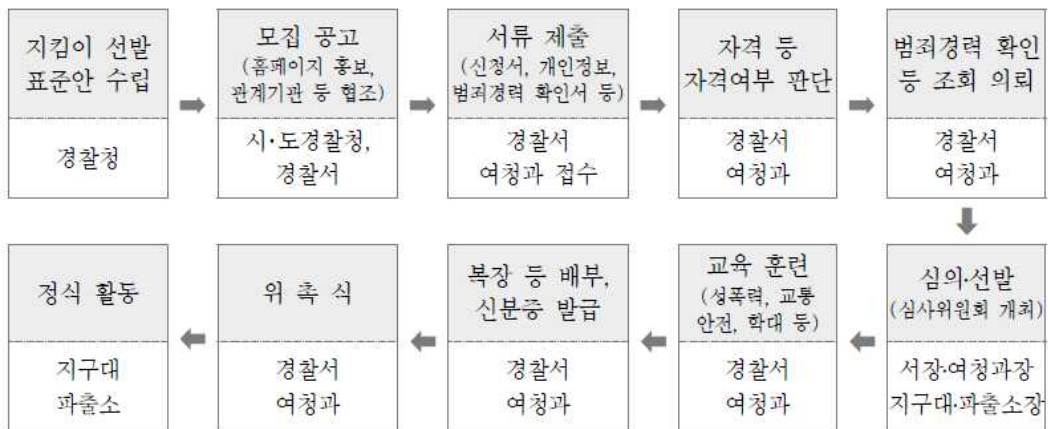 지킴이 선발
표준안 수립
경찰청
모집 공고
(홈페이지 홍보,
관계기관 등 협조)
시·도경찰청,
경찰서
서류 제출
(신청서, 개인정보,
범죄경력 확인서 등)
경찰서
여청과 접수
자격 등
자격여부 판단
경찰서
여청과
범죄경력 확인
등 조회 의뢰
경찰서
여청과
심의·선발
(심사위원회 개최)
서장·여청과장
지구대·파출소장
교육 훈련
(성폭력, 교통
안전, 학대 등)
경찰서
여청과
복장 등 배부,
신분증 발급
경찰서
여청과
위 촉 식
경찰서
여청과
정식 활동
지구대
파출소